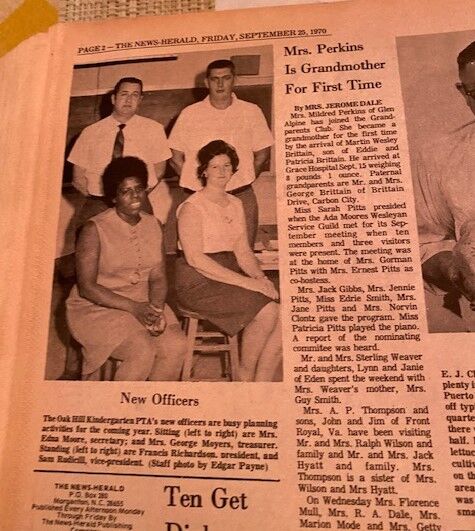 PAGE 2 — THE NEWS-HERALD, FRIDAY, SEPTEMBER 25, 1970
New Officers
The Oak Hill Kindergarten PTA's new officers are busy planning
activities for the coming year. Sitting (left to right) are Mrs.
Edna Moore, secretary; and Mrs. George Moyers, treasurer.
Standing (left to right) are Francis Richardson, president, and
Sam Radicill, vice-president. (Staff photo by Edgar Payne)
THE NEWS-HERALD
P.O. Box 280
Morganton, N.C. 28655
Published Every Afternoon Monday
Through Friday By
The News-Herald Publishing
Ten Get
Mrs. Perkins
Is Grandmother
For First Time
By MRS. JEROME DALE
Mrs. Mildred Perkins of Glen
Alpine has joined the Grand-
parents Club. She became a
grandmother for the first time
by the arrival of Martin Wesley
Brittain, son of Eddie and
Patricia Brittain. He arrived at
Grace Hospital Sept. 15 weighing
8 pounds 1 ounce. Paternal
grandparents are Mr. and Mrs.
George Brittain of Brittain
Drive, Carbon City.
Miss Sarah Pitts presided
when the Ada Moores Wesleyan
Service Guild met for its Sep-
tember meeting when ten
members and three visitors
were present. The meeting was
at the home of Mrs. Gorman
Pitts with Mrs. Ernest Pitts as
co-hostess.
Mrs. Jack Gibbs, Mrs. Jennie
Pitts, Miss Edrie Smith, Mrs.
Jane Pitts and Mrs. Norvin
Clontz gave the program. Miss
Patricia Pitts played the piano.
A report of the nominating
commitee was heard.
Mr. and Mrs. Sterling Weaver
and daughters, Lynn and Janie
of Eden spent the weekend with
Mrs. Weaver's mother, Mrs.
Guy Smith.
Mrs. A. P. Thompson and
sons, John and Jim of Front
Royal, Va. have been visiting
Mr. and Mrs. Ralph Wilson and
family and Mr. and Mrs. Jack
Hyatt and family. Mrs.
Thompson is a sister of Mrs.
Wilson and Mrs Hyatt.
On Wednesday Mrs. Florence
Mull, Mrs. R. A. Dale, Mrs.
Marion Mode and Mrs. Getty
E. J. C
plenty
Puerto
off typ
quarte
there
half.
lettuc
culti
on th
area
was
sm